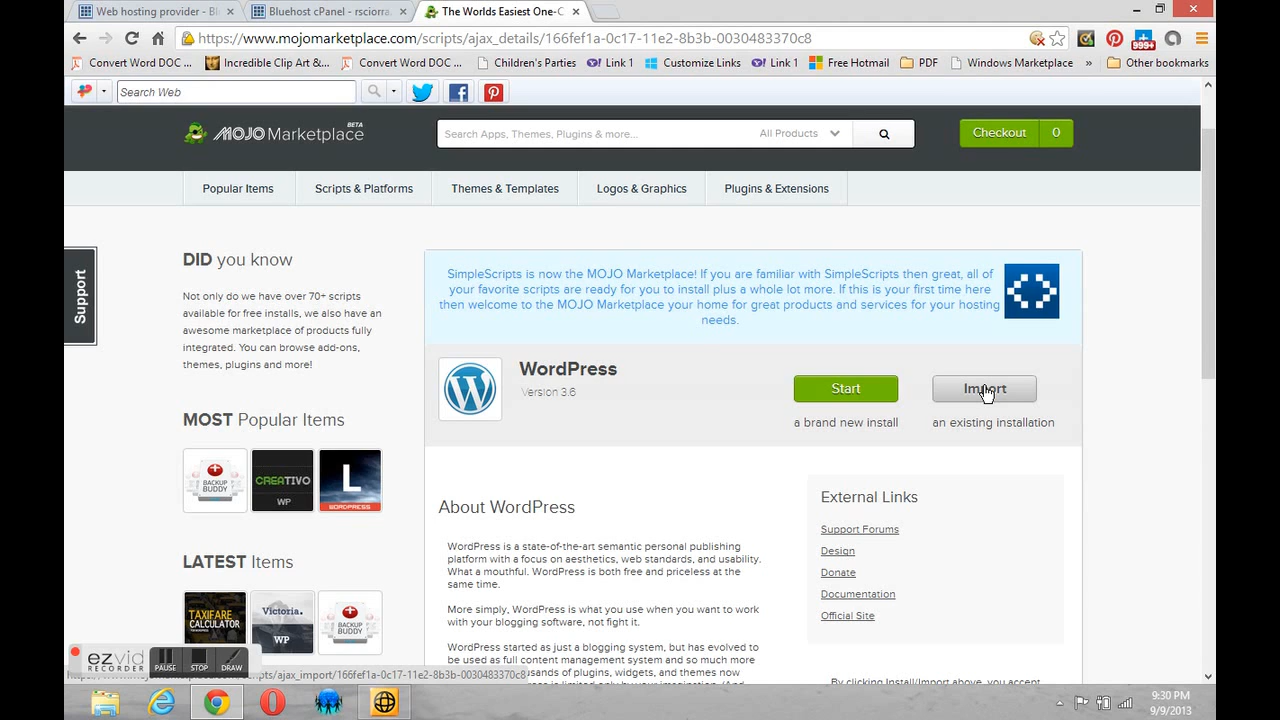 Web hosting provider - Bl
Bluehost cPanel - rsciorra.
The Worlds Easiest One-C
https://www.mojomarketplace.com/scripts/ajax_details/166fef1a-0c17-11e2-8b3b-0030483370c8
999+
Convert Word DOC ...
Incredible Clip Art &...
Convert Word DOC ...
Children's Parties
Link 1
Customize Links
Link 1
Free Hotmail
PDF
Windows Marketplace
»
Other bookmarks
Search Web
MOJO Marketplace BETA
Search Apps, Themes, Plugins & more...
All Products
Checkout 0
Popular Items
Scripts & Platforms
Themes & Templates
Logos & Graphics
Plugins & Extensions
Support
DID you know
Not only do we have over 70+ scripts
available for free installs, we also have an
awesome marketplace of products fully
integrated. You can browse add-ons,
themes, plugins and more!
MOST Popular Items
BACKUP
BUDDY
CREATIVO
WP
L
WORDPRESS
LATEST Items
TAXIFARE
CALCULATOR
Victoria.
WP
BACKUP
BUDDY
SimpleScripts is now the MOJO Marketplace! If you are familiar with SimpleScripts then great, all of
your favorite scripts are ready for you to install plus a whole lot more. If this is your first time here
then welcome to the MOJO Marketplace your home for great products and services for your hosting
needs.
WordPress
Version 3.6
Start
a brand new install
Import
an existing installation
About WordPress
WordPress is a state-of-the-art semantic personal publishing
platform with a focus on aesthetics, web standards, and usability.
What a mouthful. WordPress is both free and priceless at the
same time.
More simply, WordPress is what you use when you want to work
with your blogging software, not fight it.
WordPress started as just a blogging system, but has evolved to
be used as full content management system and so much more
usands of plugins, widgets, and themes now
External Links
Support Forums
Design
Donate
Documentation
Official Site
By clicking Install/Import above, you accept
ezvid
RECORDER
PAUSE
STOP
DRAW
9:30 PM
9/9/2013